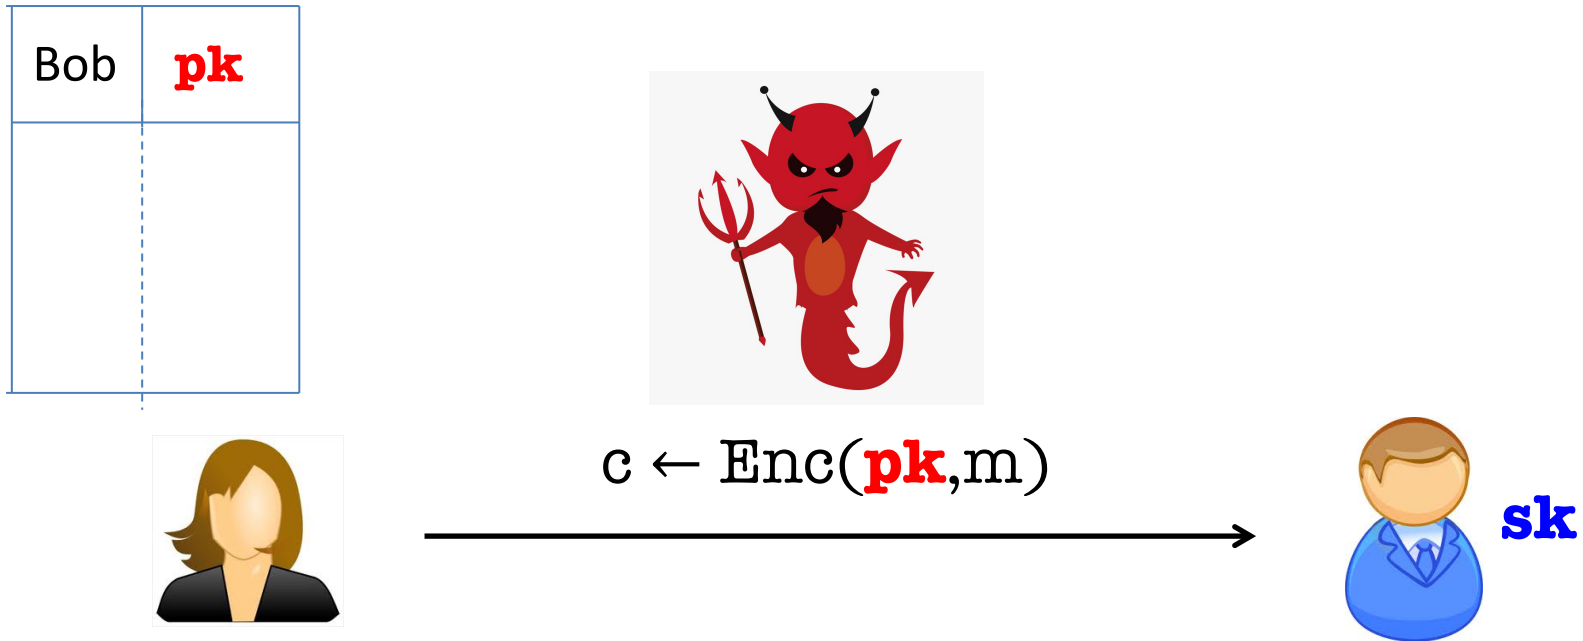 Bob pk
c ← Enc(pk,m)
sk